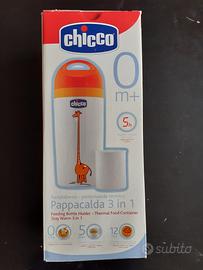 chicco
0
m+
5h
Pappacalda 3 in 1
Feeding Bottle Holder - Thermal Food Container
Stay Warm 3 in 1
0
5
12
subito